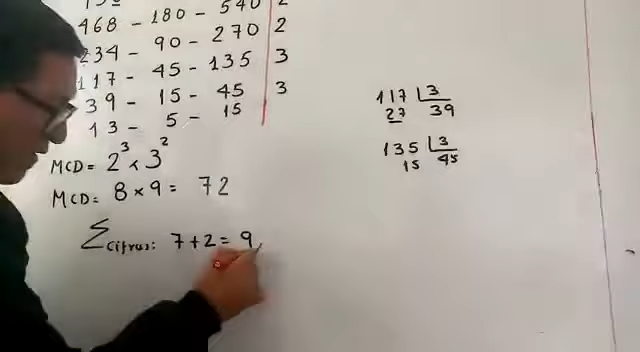 468 - 180 - 540 2
234 - 90 - 270 2
117 - 45 - 135 3
39 - 15 - 45 3
13 - 5 - 15
MCD = 2³ x 3²
MCD = 8 x 9 = 72
Σ cifras: 7 + 2 = 9
117 3
27 39
135 3
15 45